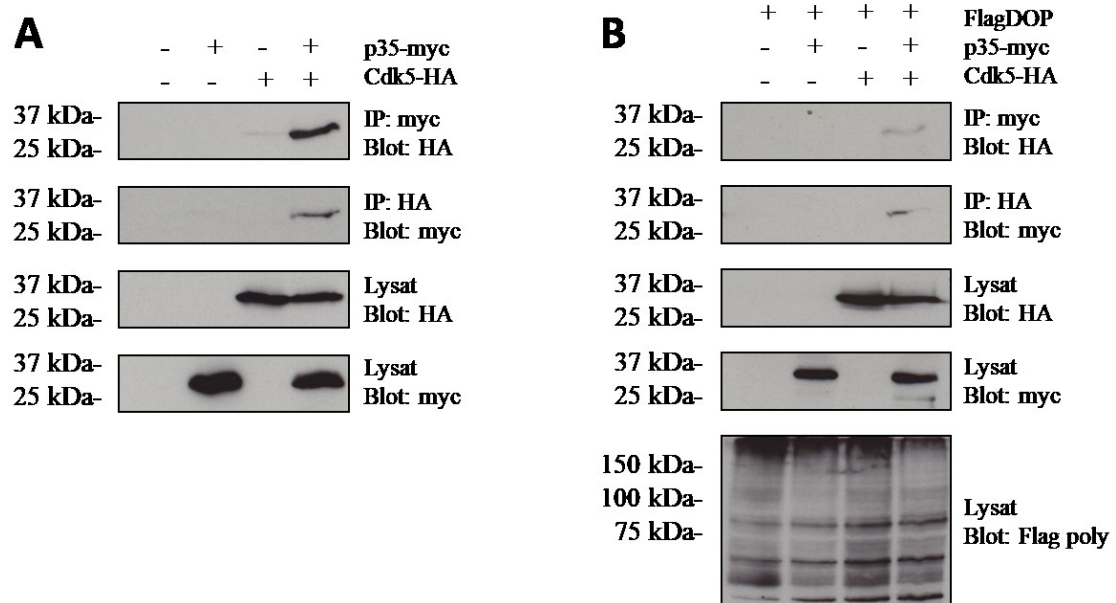 A
- + - + p35-myc
- - + + Cdk5-HA
37 kDa-
25 kDa-
IP: myc
Blot: HA
37 kDa-
25 kDa-
IP: HA
Blot: myc
37 kDa-
25 kDa-
Lysat
Blot: HA
37 kDa-
25 kDa-
Lysat
Blot: myc
B
+ + + + FlagDOP
- + - + p35-myc
- - + + Cdk5-HA
37 kDa-
25 kDa-
IP: myc
Blot: HA
37 kDa-
25 kDa-
IP: HA
Blot: myc
37 kDa-
25 kDa-
Lysat
Blot: HA
37 kDa-
25 kDa-
Lysat
Blot: myc
150 kDa-
100 kDa-
75 kDa-
Lysat
Blot: Flag poly